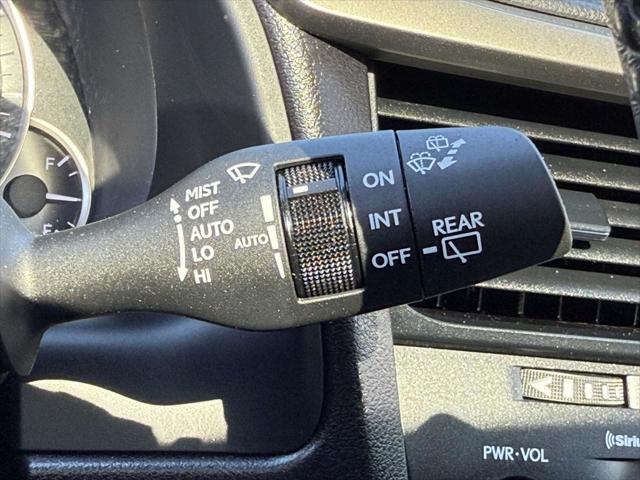 F
F
MIST
OFF
AUTO
LO
HI
AUTO
ON
INT
OFF
REAR
PWR·VOL